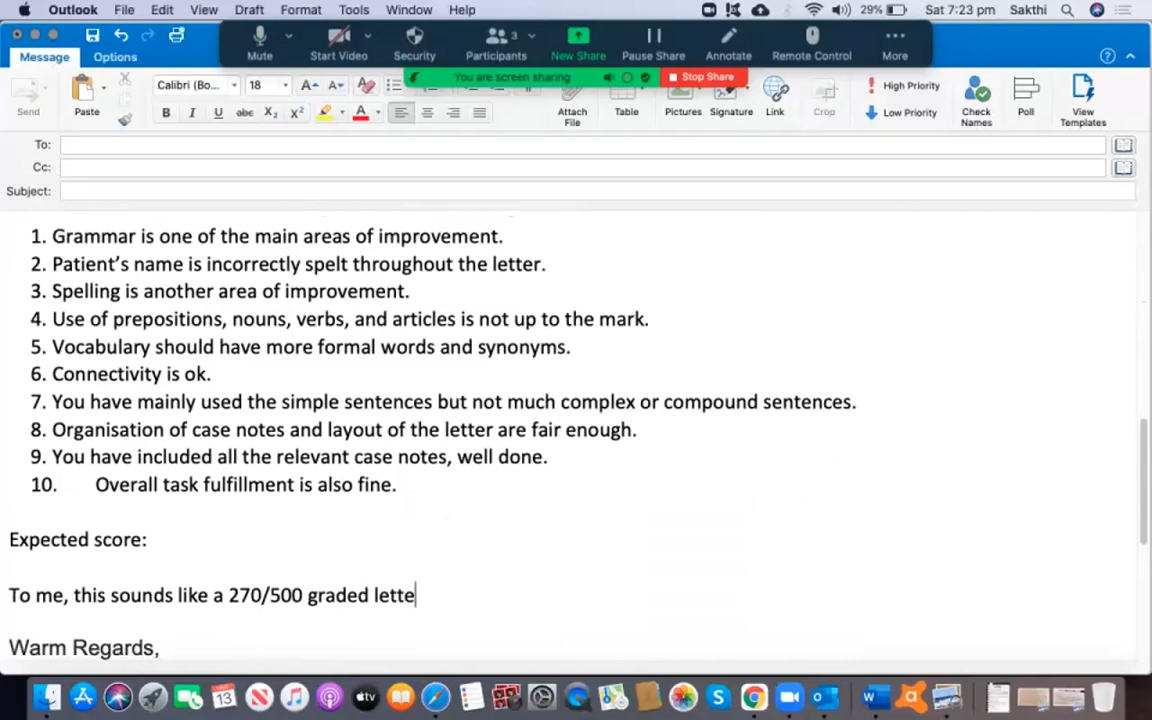 Outlook File Edit View Draft Format Tools Window Help 29% Sat 7:23 pm Sakthi
Mute Start Video Security Participants 3 New Share Pause Share Annotate Remote Control More
You are screen sharing Stop Share
Message Options
Send Paste Calibri (Bo... 18 A A
B I U abc X₂ X² A
Attach File Table Pictures Signature Link Crop High Priority Low Priority Check Names Poll View Templates
To:
Cc:
Subject:
1. Grammar is one of the main areas of improvement.
2. Patient's name is incorrectly spelt throughout the letter.
3. Spelling is another area of improvement.
4. Use of prepositions, nouns, verbs, and articles is not up to the mark.
5. Vocabulary should have more formal words and synonyms.
6. Connectivity is ok.
7. You have mainly used the simple sentences but not much complex or compound sentences.
8. Organisation of case notes and layout of the letter are fair enough.
9. You have included all the relevant case notes, well done.
10. Overall task fulfillment is also fine.
Expected score:
To me, this sounds like a 270/500 graded lette
Warm Regards,
13 tv S W